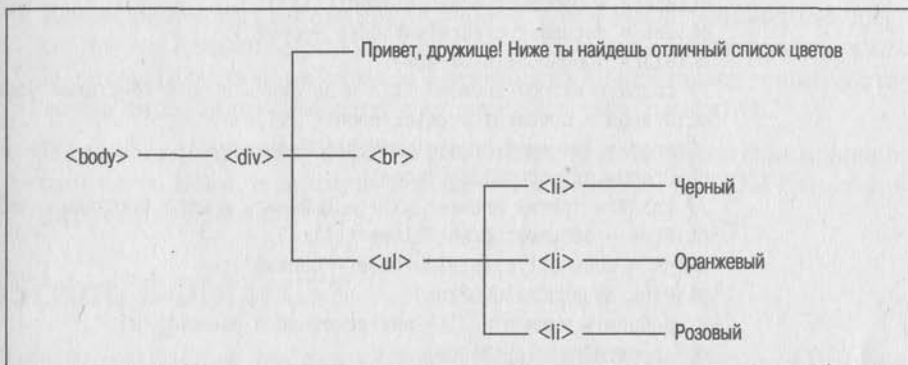 Привет, дружище! Ниже ты найдешь отличный список цветов
<body> <div> <br>
<li> Черный
<ul> <li> Оранжевый
<li> Розовый